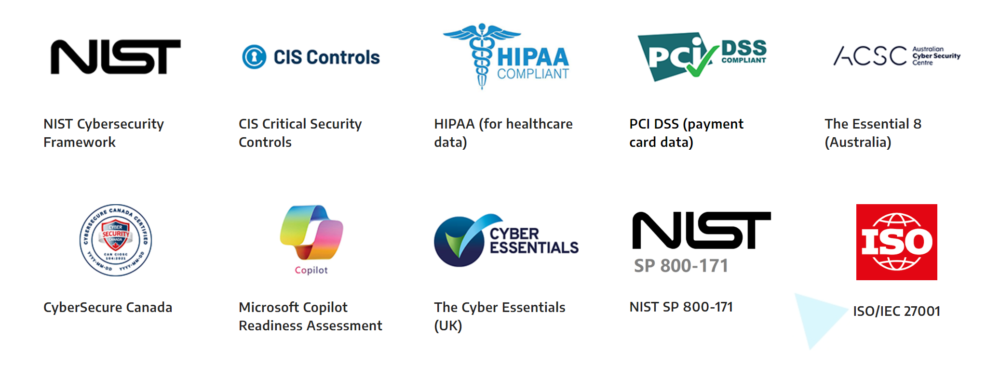 NIST
CIS Controls
HIPAA
COMPLIANT
PCi
DSS
COMPLIANT
ACSC
Australian
Cyber Security
Centre
NIST Cybersecurity
Framework
CIS Critical Security
Controls
HIPAA (for healthcare
data)
PCI DSS (payment
card data)
The Essential 8
(Australia)
CYBERSECURE CANADA CERTIFIED
CYBER
SECURITY
CANADA
CAN CIOSC
104:2021
YYYY-MM-DD YYYY-MM-DD
Copilot
CYBER
ESSENTIALS
NIST
SP 800-171
ISO
CyberSecure Canada
Microsoft Copilot
Readiness Assessment
The Cyber Essentials
(UK)
NIST SP 800-171
ISO/IEC 27001